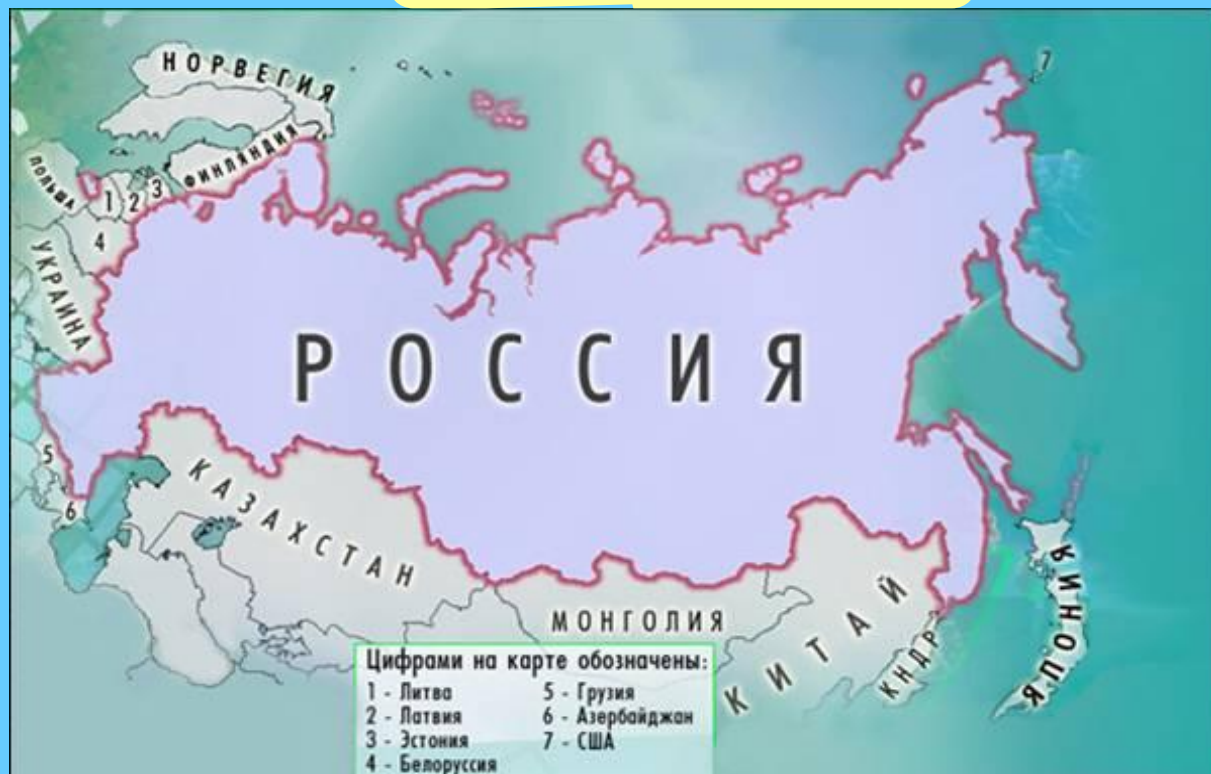 НОРВЕГИЯ
7
ФИНЛЯНДИЯ
ПОЛЬША
1
2
3
4
УКРАИНА
РОССИЯ
5
6
КАЗАХСТАН
МОНГОЛИЯ
КИТАЙ
КНДР
ЯПОНИЯ
Цифрами на карте обозначены:
1 - Литва
2 - Латвия
3 - Эстония
4 - Белоруссия
5 - Грузия
6 - Азербайджан
7 - США